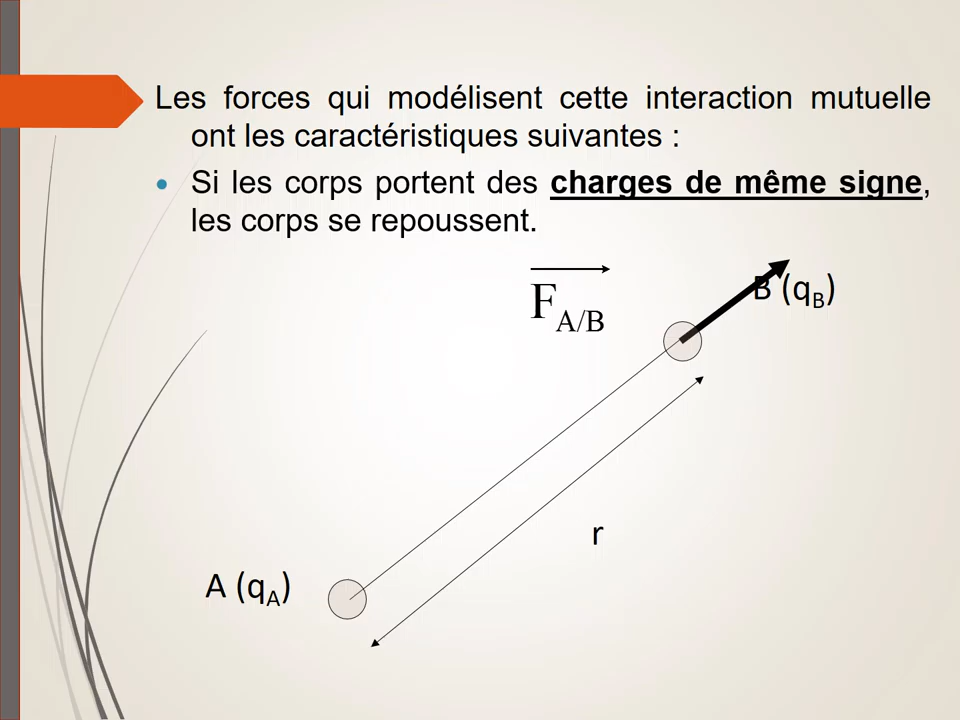 Les forces qui modélisent cette interaction mutuelle
ont les caractéristiques suivantes :
• Si les corps portent des charges de même signe,
les corps se repoussent.
F A/B
B (qB)
r
A (qA)